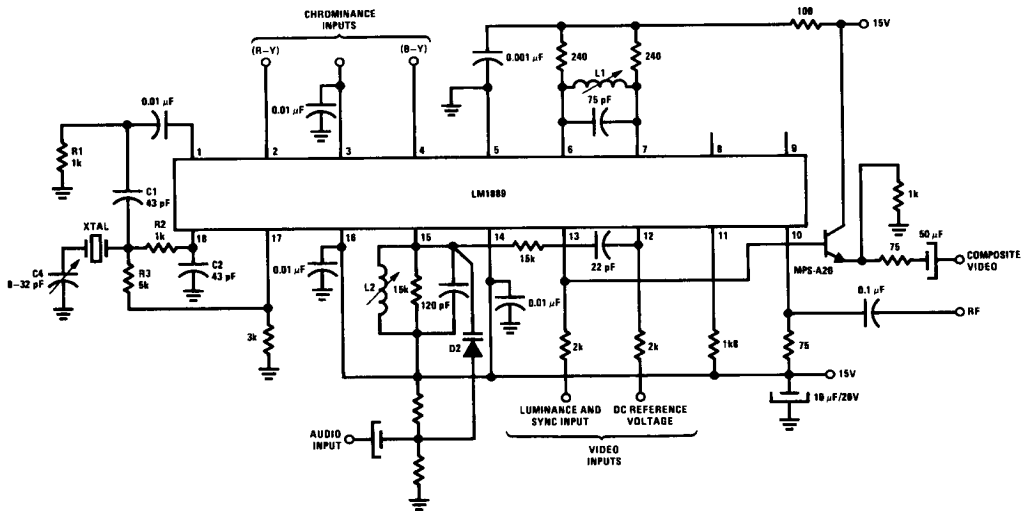 CHROMINANCE
INPUTS
(R–Y)
(B–Y)
0.01 μF
0.001 μF
240
L1
240
75 pF
100
15V
0.01 μF
R1
1k
C1
43 pF
1
2
3
4
5
6
7
8
9
LM1889
18
17
16
15
14
13
12
11
10
XTAL
R2
1k
C2
43 pF
C4
8–32 pF
R3
5k
3k
0.01 μF
L2
15k
120 pF
D2
15k
22 pF
0.01 μF
2k
2k
1k8
75
MPS-A20
1k
75
50 μF
COMPOSITE
VIDEO
0.1 μF
RF
15V
10 μF/20V
AUDIO
INPUT
LUMINANCE AND
SYNC INPUT
DC REFERENCE
VOLTAGE
VIDEO
INPUTS